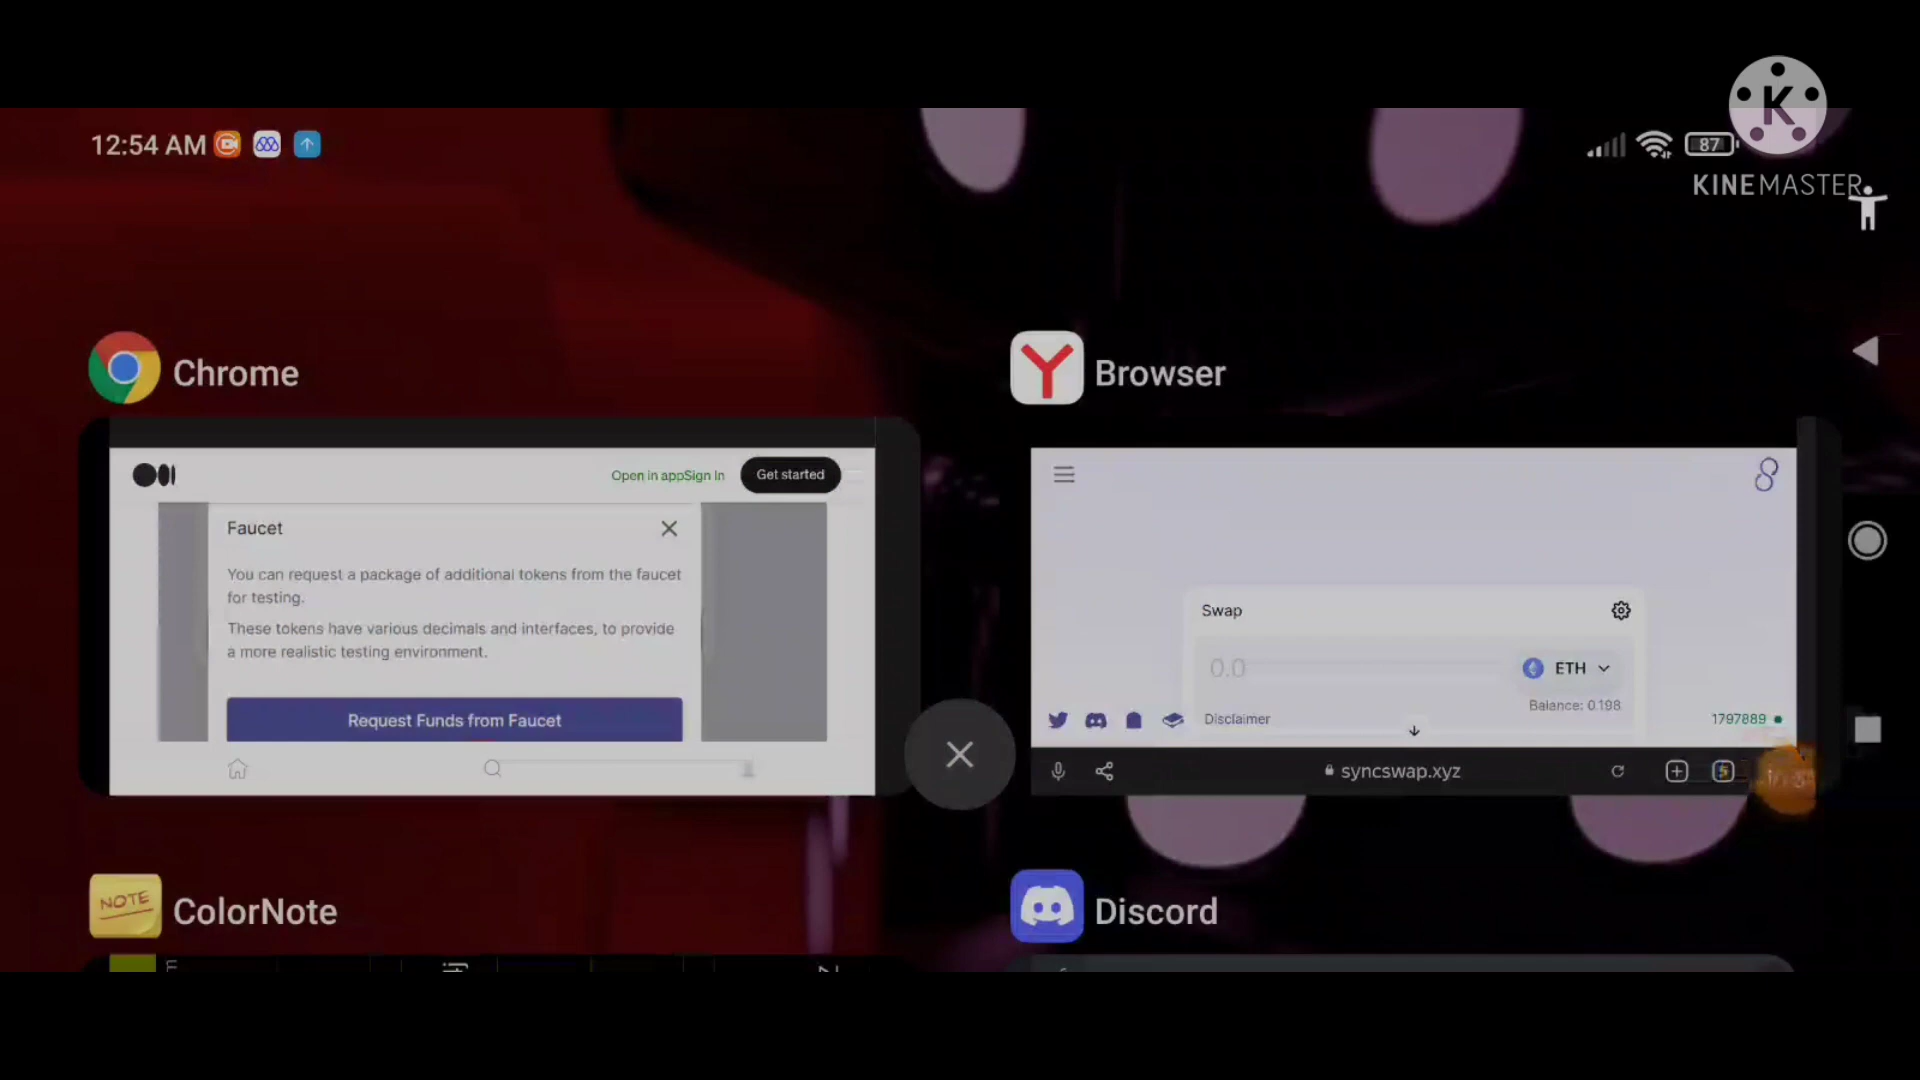 12:54 AM
87
K
KINEMASTER
Chrome
Y Browser
Open in app Sign In
Get started
Faucet
You can request a package of additional tokens from the faucet
for testing.
These tokens have various decimals and interfaces, to provide
a more realistic testing environment.
Request Funds from Faucet
Swap
0.0
ETH
Balance: 0.198
Disclaimer
1797889
syncswap.xyz
NOTE
ColorNote
Discord